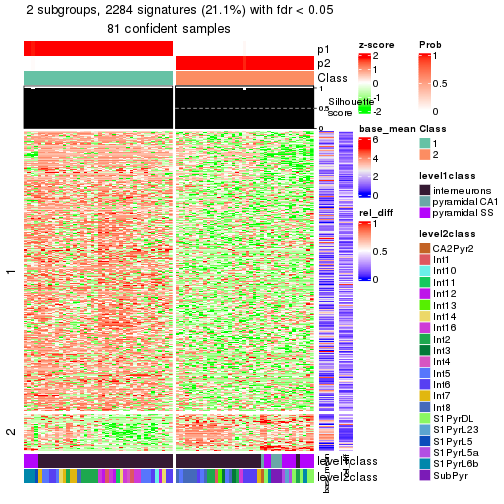 2 subgroups, 2284 signatures (21.1%) with fdr < 0.05
81 confident samples
p1
p2
Class
1
0.5
0
Silhouette
score
1
2
level1class
level2class
base_mean
z-score
2
1
0
-1
-2
Prob
1
0.5
0
base_mean
6
4
2
0
Class
1
2
rel_diff
1
0.5
0
level1class
interneurons
pyramidal CA1
pyramidal SS
level2class
CA2Pyr2
Int1
Int10
Int11
Int12
Int13
Int14
Int16
Int2
Int3
Int4
Int5
Int6
Int7
Int8
S1PyrDL
S1PyrL23
S1PyrL5
S1PyrL5a
S1PyrL6b
SubPyr